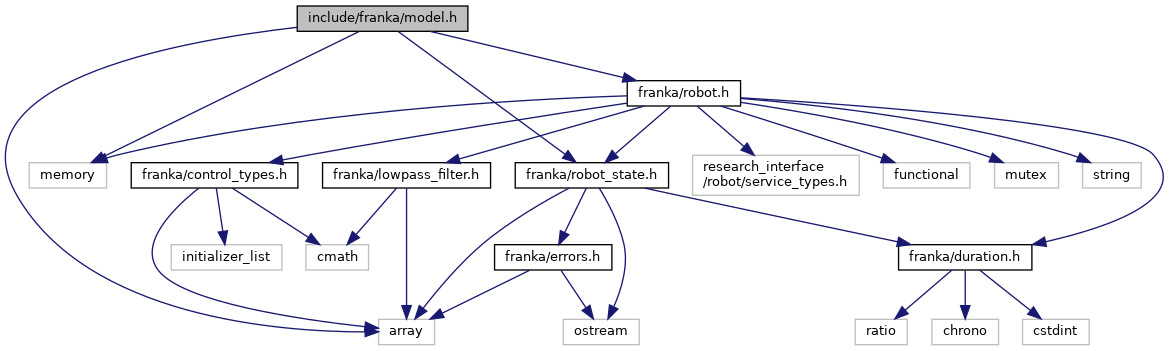 include/franka/model.h
franka/robot.h
memory
franka/control_types.h
franka/lowpass_filter.h
franka/robot_state.h
research_interface
/robot/service_types.h
functional
mutex
string
initializer_list
cmath
franka/errors.h
franka/duration.h
array
ostream
ratio
chrono
cstdint